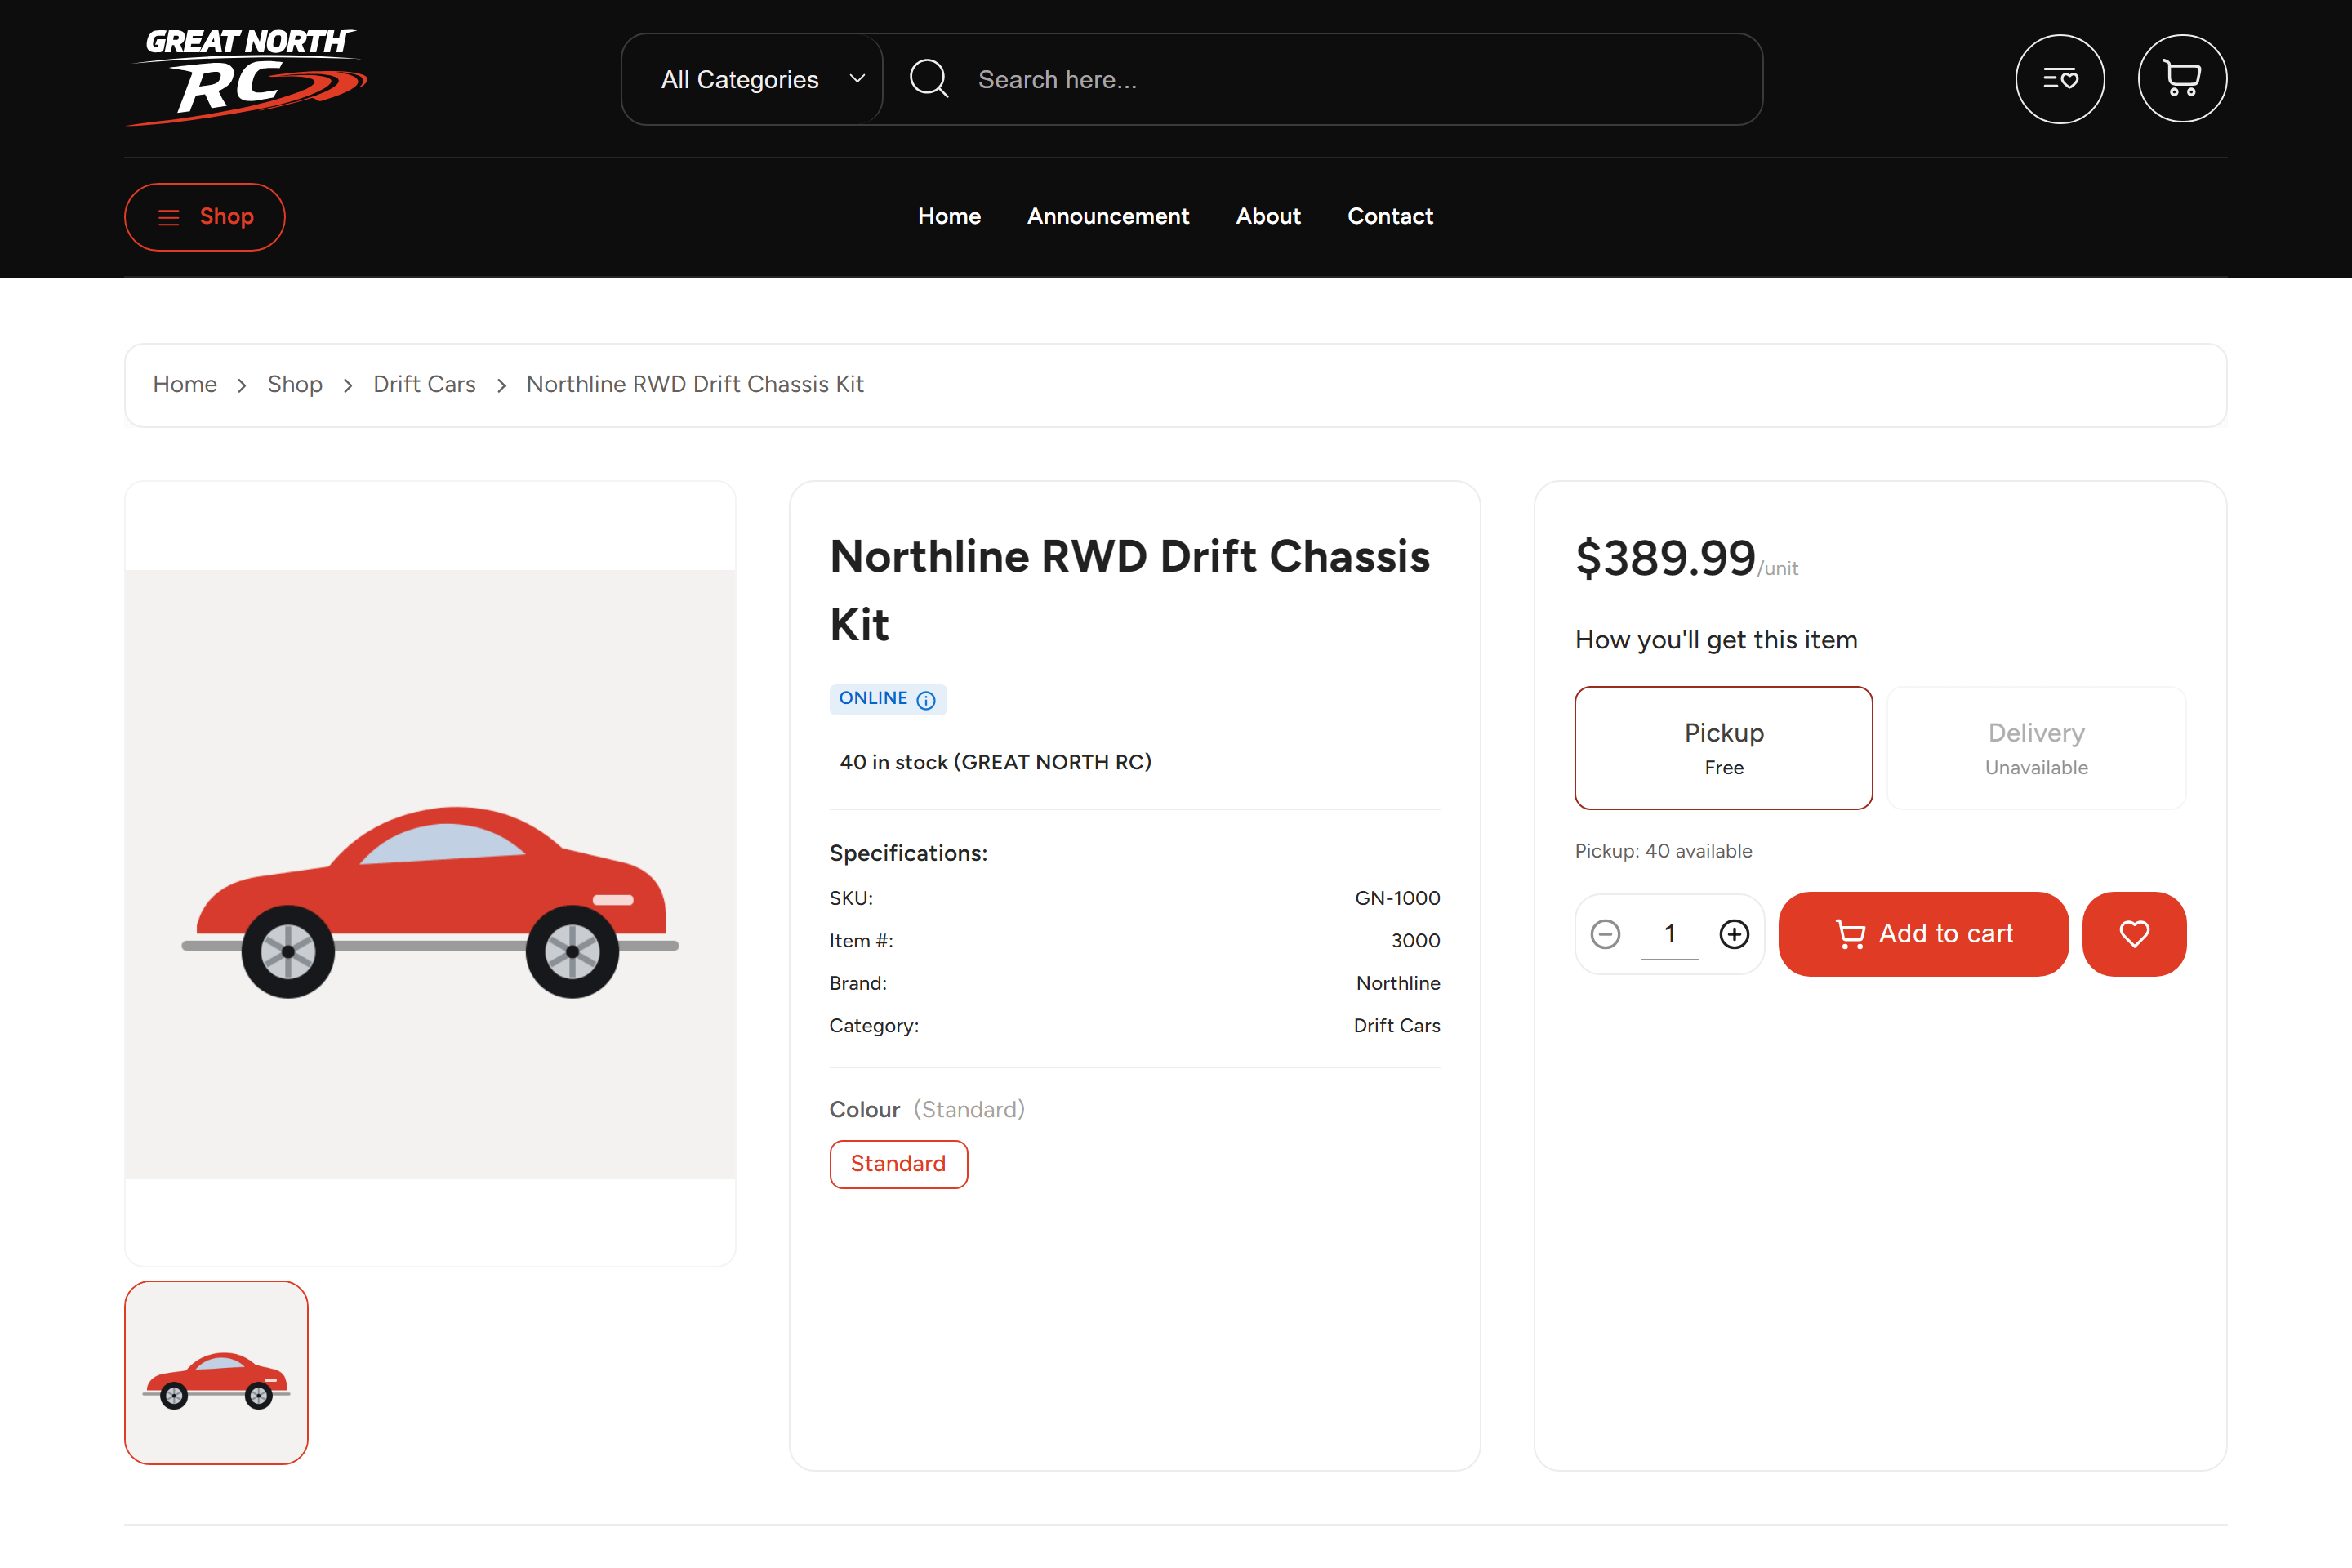 GREAT NORTH
RC
All Categories
Search here...
Shop
Home
Announcement
About
Contact
Home > Shop > Drift Cars > Northline RWD Drift Chassis Kit
Northline RWD Drift Chassis
Kit
ONLINE
40 in stock (GREAT NORTH RC)
Specifications:
SKU: GN-1000
Item #: 3000
Brand: Northline
Category: Drift Cars
Colour (Standard)
Standard
$389.99/unit
How you'll get this item
Pickup
Free
Delivery
Unavailable
Pickup: 40 available
1
Add to cart